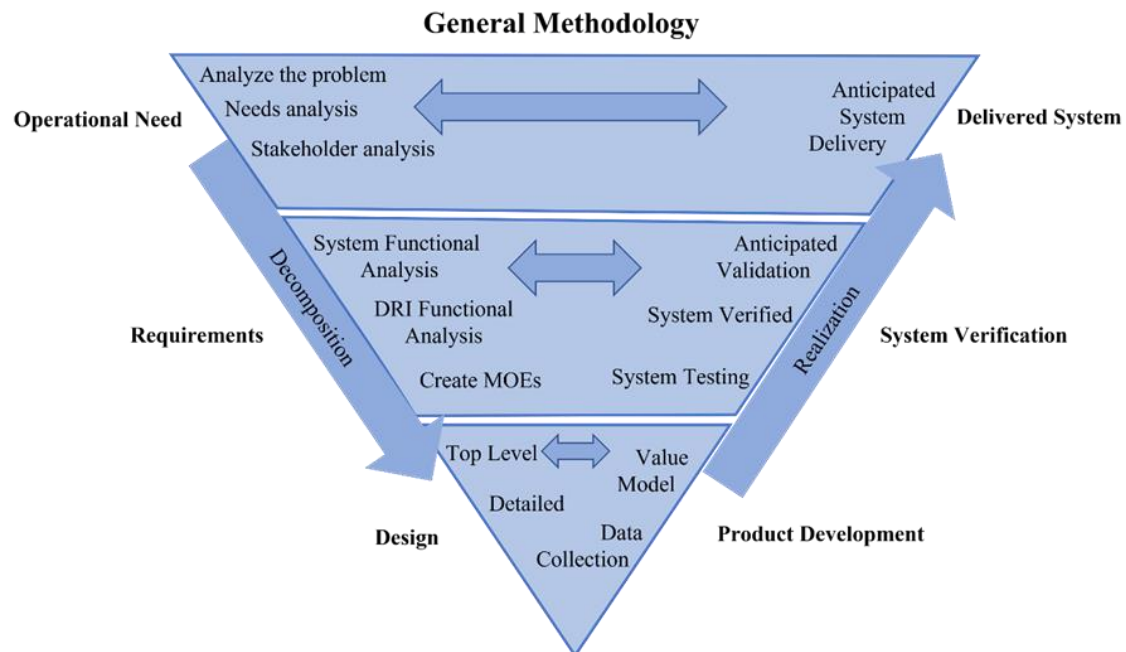 General Methodology
Analyze the problem
Needs analysis
Stakeholder analysis
Anticipated
System
Delivery
Operational Need
Delivered System
Decomposition
System Functional
Analysis
DRI Functional
Analysis
Create MOEs
Anticipated
Validation
System Verified
System Testing
Realization
Requirements
System Verification
Top Level
Detailed
Value
Model
Data
Collection
Design
Product Development